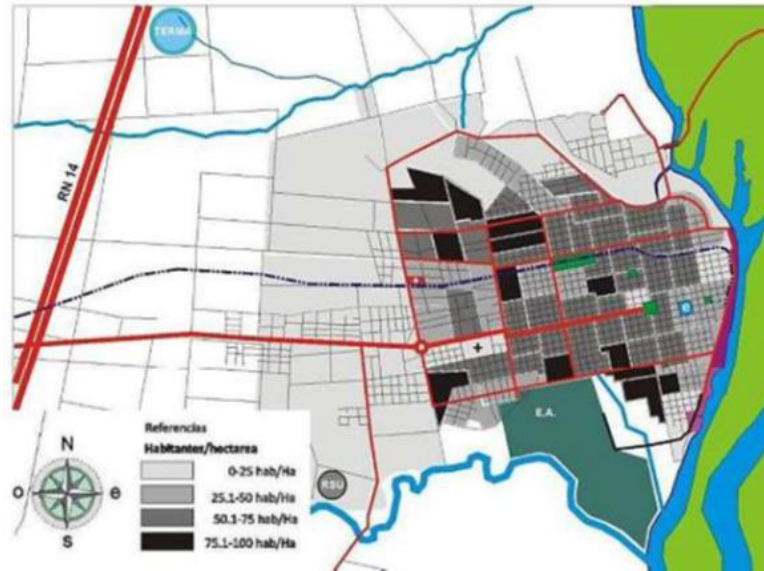 TERMA
RN 14
E.A.
Referencias
Habitantes/hectarea
0-25 hab/Ha
25.1-50 hab/Ha
50.1-75 hab/Ha
75.1-100 hab/Ha
N
O
e
S
RSU